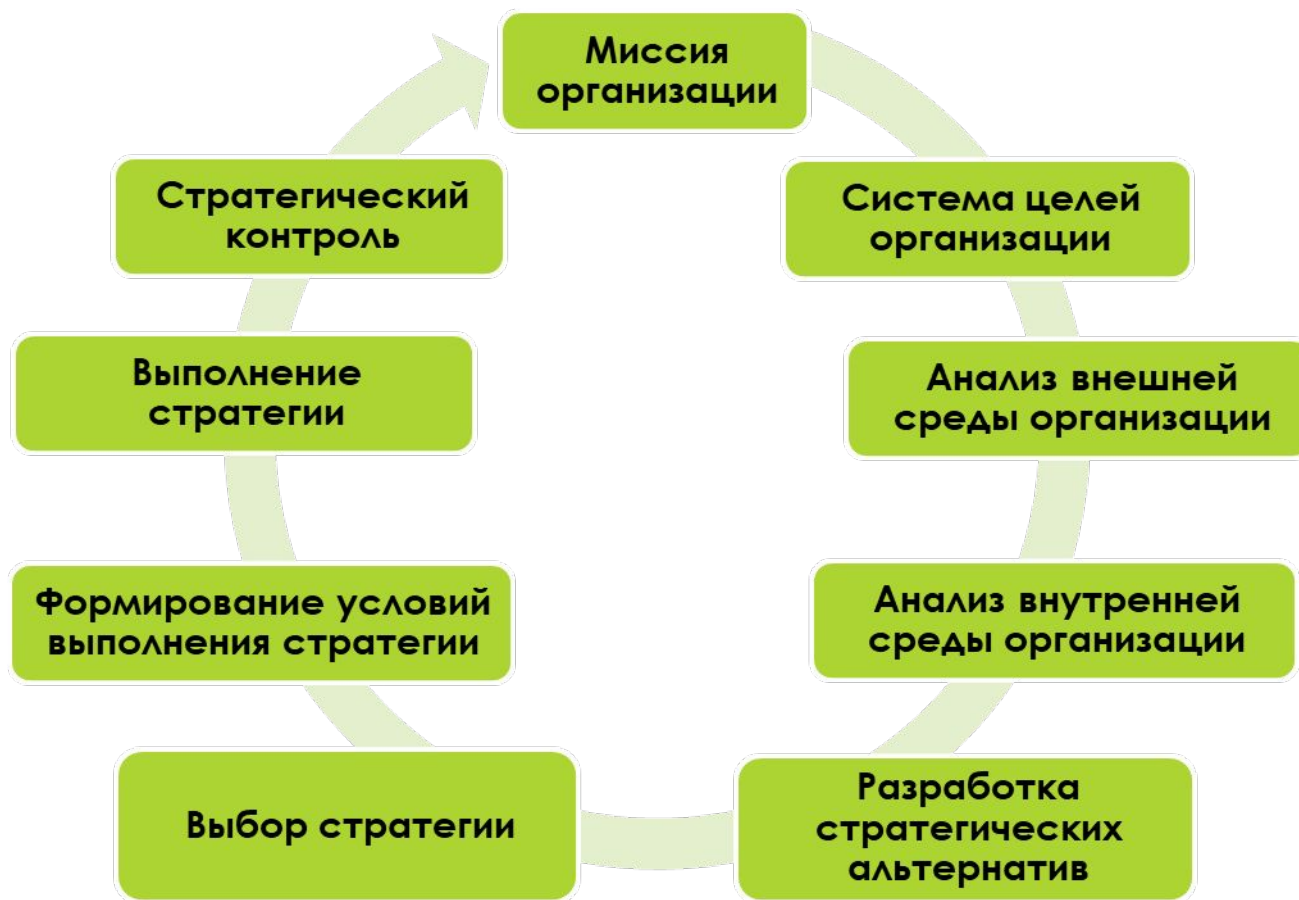 Миссия
организации
Система целей
организации
Анализ внешней
среды организации
Анализ внутренней
среды организации
Разработка
стратегических
альтернатив
Выбор стратегии
Формирование условий
выполнения стратегии
Выполнение
стратегии
Стратегический
контроль